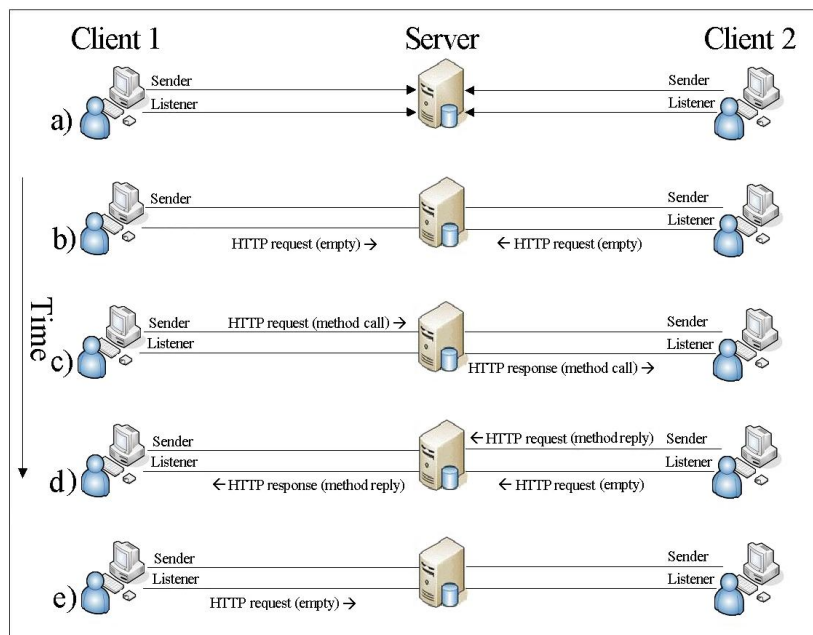 Client 1 Server Client 2
Sender Sender
Listener Listener
a)
Sender Sender
Listener Listener
b) HTTP request (empty) → ← HTTP request (empty)
Time
Sender HTTP request (method call) → Sender
Listener Listener
c) HTTP response (method call) →
← HTTP request (method reply) Sender
Sender
Listener Listener
d) ← HTTP response (method reply) ← HTTP request (empty)
Sender Sender
Listener Listener
e) HTTP request (empty) →